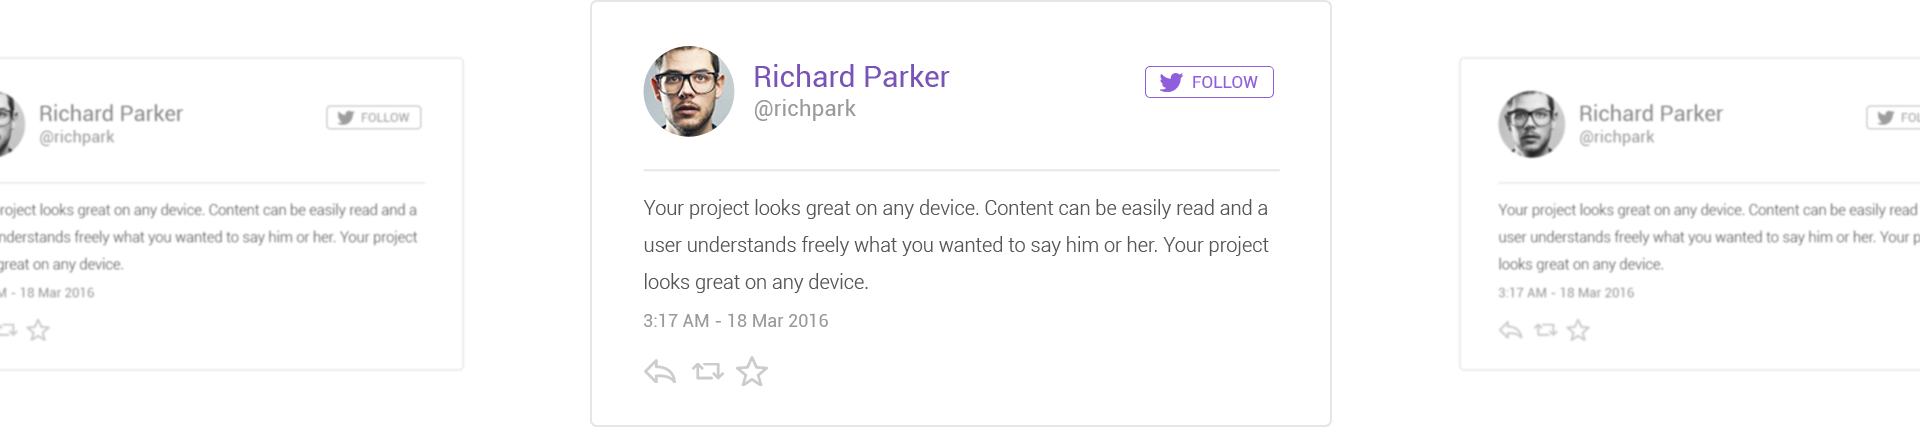 Richard Parker
@richpark
FOLLOW
roject looks great on any device. Content can be easily read and a
nderstands freely what you wanted to say him or her. Your project
great on any device.
M - 18 Mar 2016
Richard Parker
@richpark
FOLLOW
Your project looks great on any device. Content can be easily read and a
user understands freely what you wanted to say him or her. Your project
looks great on any device.
3:17 AM - 18 Mar 2016
Richard Parker
@richpark
FOL
Your project looks great on any device. Content can be easily read
user understands freely what you wanted to say him or her. Your p
looks great on any device.
3:17 AM - 18 Mar 2016